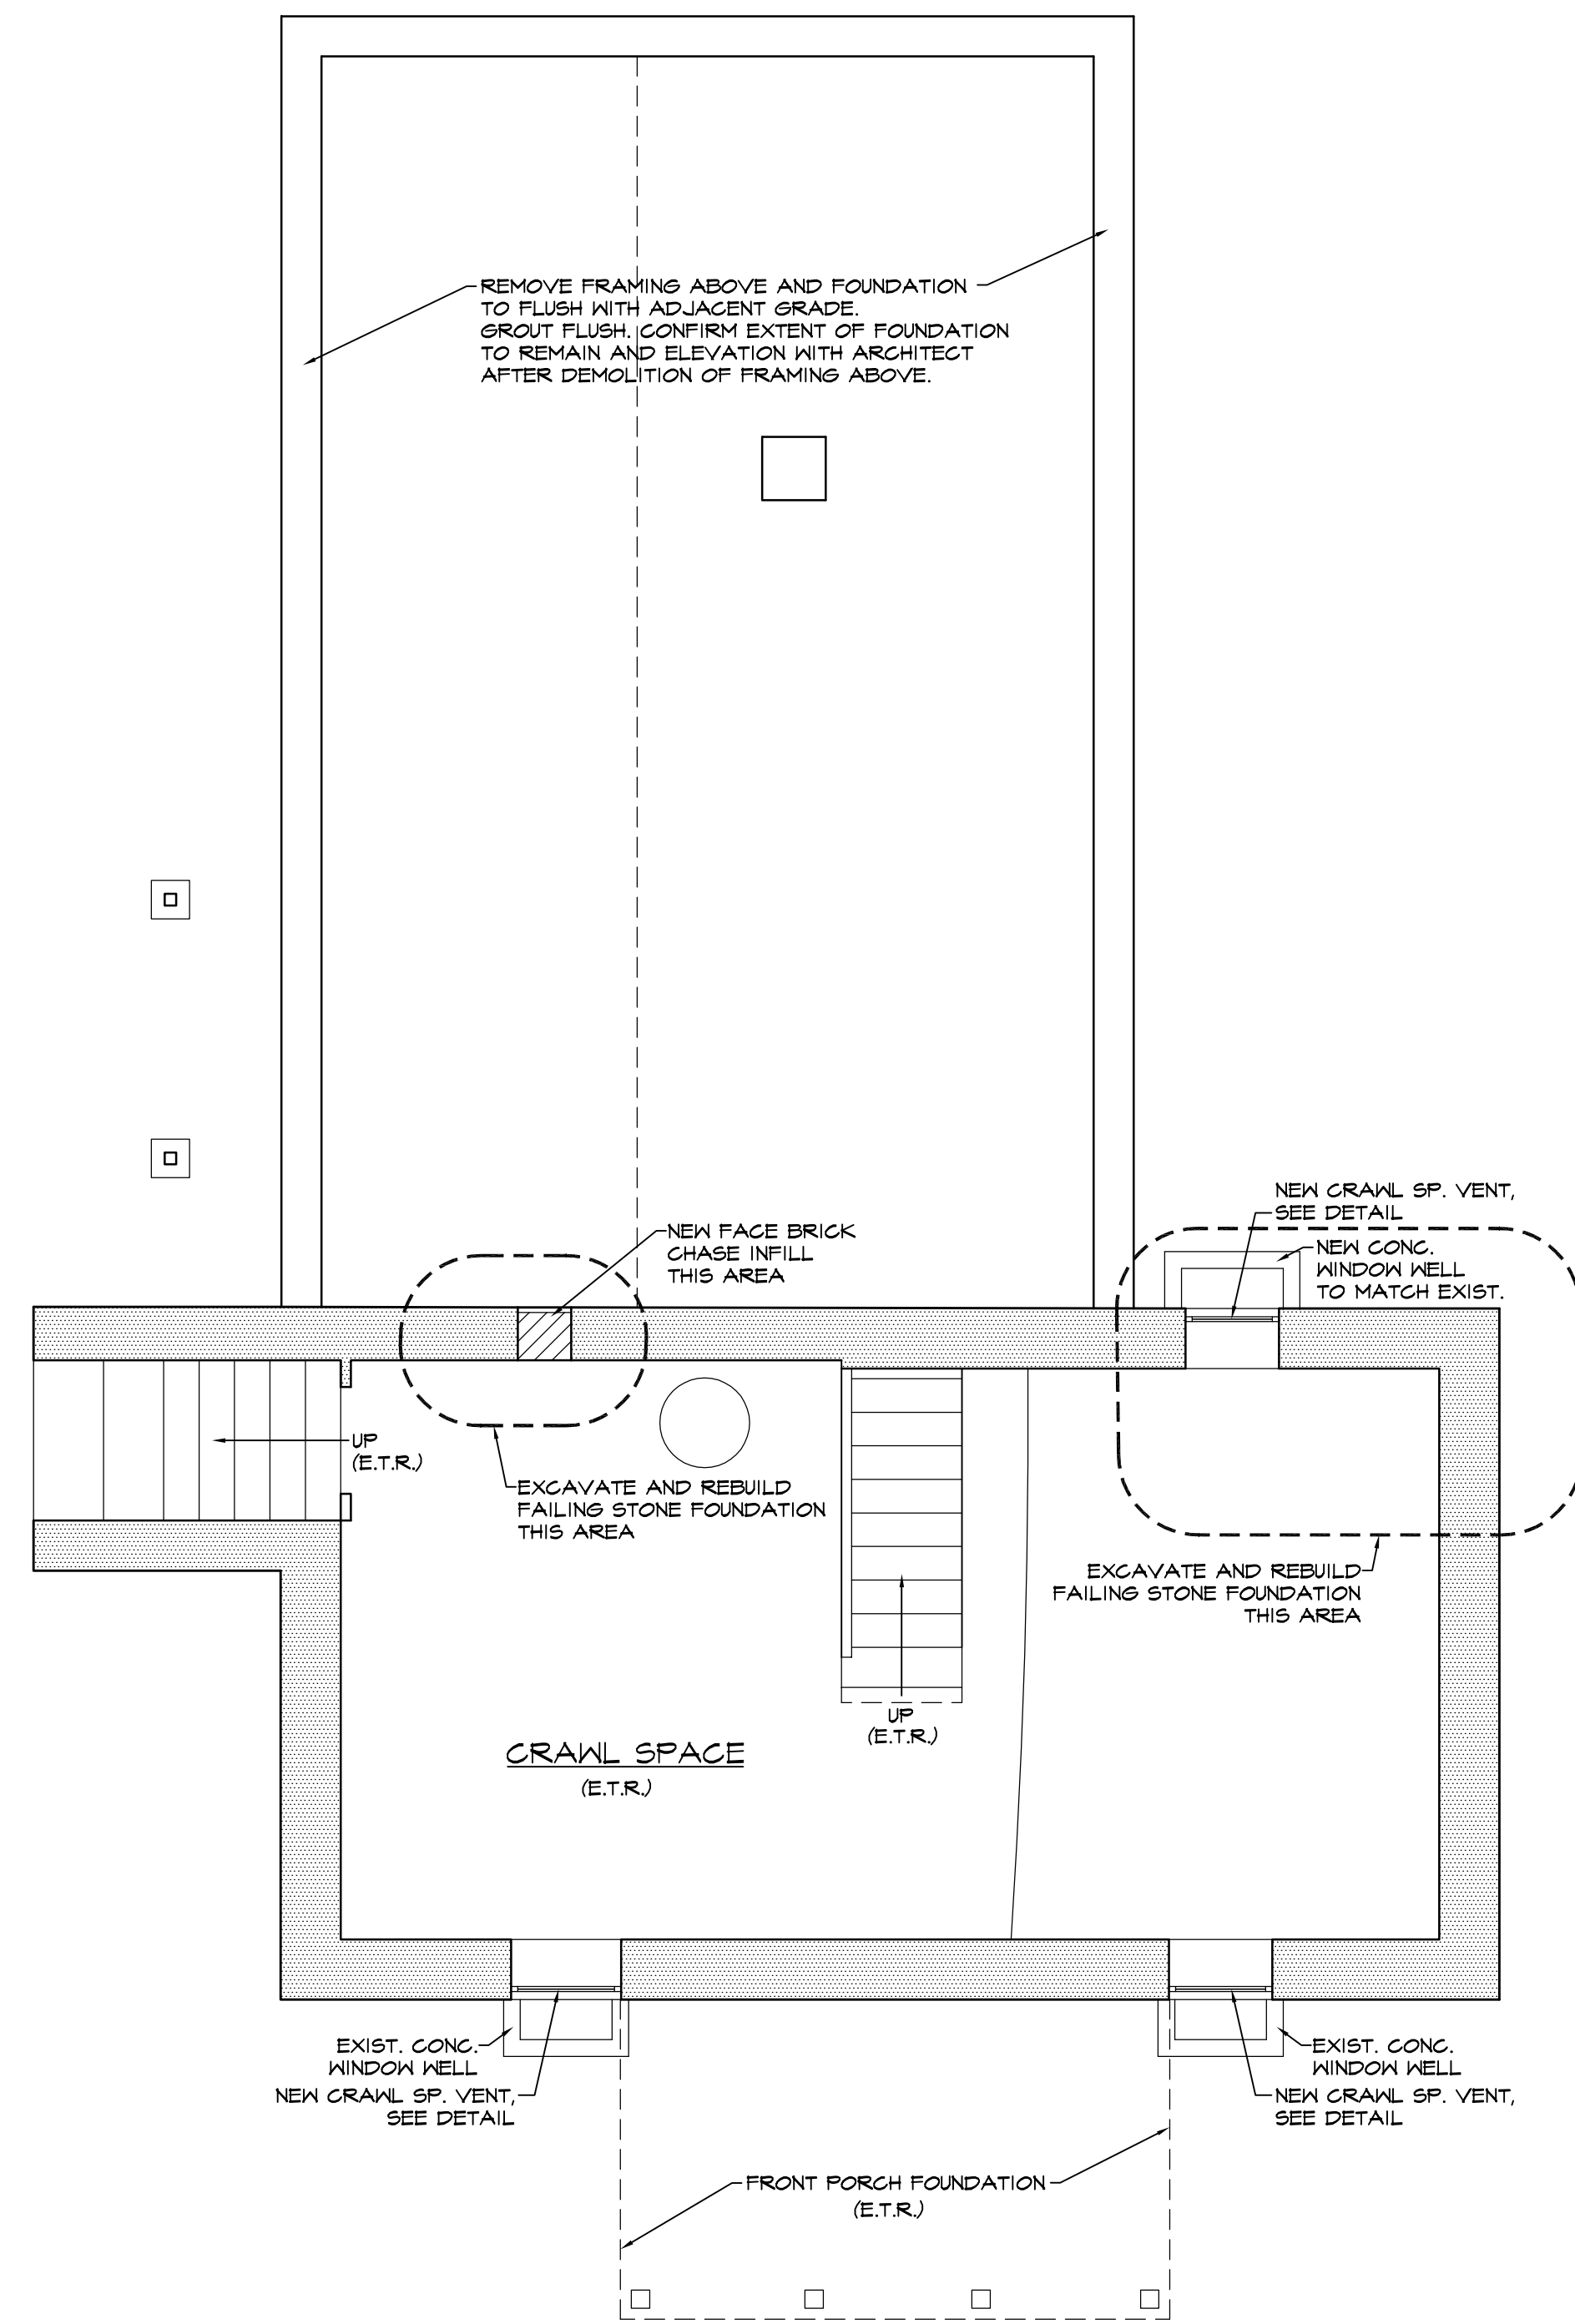 REMOVE FRAMING ABOVE AND FOUNDATION
TO FLUSH WITH ADJACENT GRADE.
GROUT FLUSH. CONFIRM EXTENT OF FOUNDATION
TO REMAIN AND ELEVATION WITH ARCHITECT
AFTER DEMOLITION OF FRAMING ABOVE.
NEW CRAWL SP. VENT,
SEE DETAIL
NEW CONC.
WINDOW WELL
TO MATCH EXIST.
NEW FACE BRICK
CHASE INFILL
THIS AREA
UP
(E.T.R.)
EXCAVATE AND REBUILD
FAILING STONE FOUNDATION
THIS AREA
EXCAVATE AND REBUILD
FAILING STONE FOUNDATION
THIS AREA
UP
(E.T.R.)
CRAWL SPACE
(E.T.R.)
EXIST. CONC.
WINDOW WELL
NEW CRAWL SP. VENT,
SEE DETAIL
EXIST. CONC.
WINDOW WELL
NEW CRAWL SP. VENT,
SEE DETAIL
FRONT PORCH FOUNDATION
(E.T.R.)